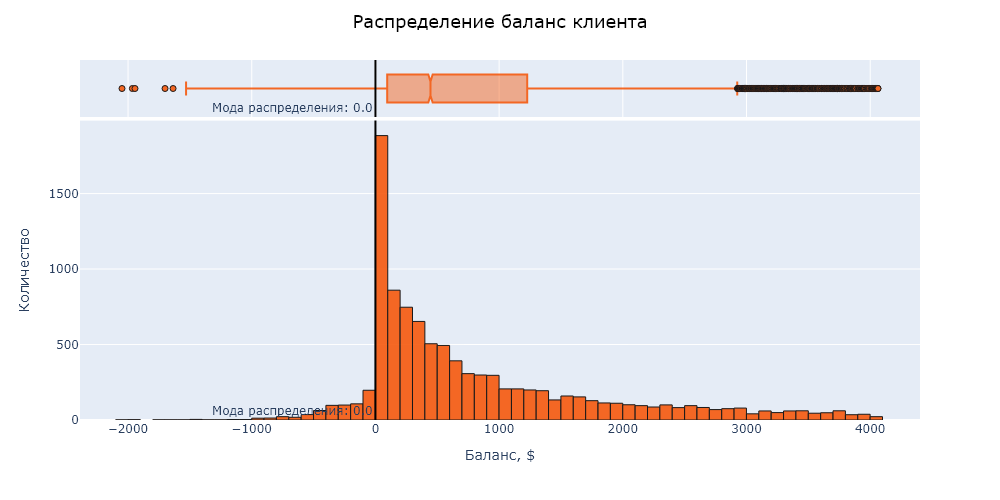 Распределение баланс клиента
Мода распределения: 0.0
1500
1000
500
0
Количество
Мода распределения: 0.0
−2000
−1000
0
1000
2000
3000
4000
Баланс, $